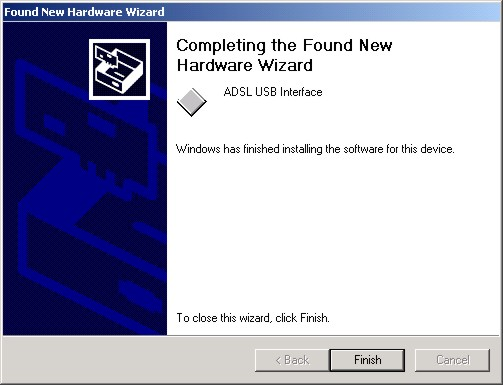 Found New Hardware Wizard
Completing the Found New
Hardware Wizard
ADSL USB Interface
Windows has finished installing the software for this device.
To close this wizard, click Finish.
< Back
Finish
Cancel